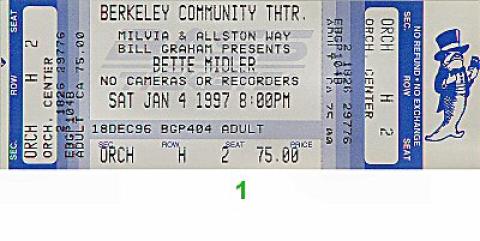 BERKELEY COMMUNITY THTR.
MILVIA & ALLSTON WAY
BILL GRAHAM PRESENTS
BETTE MIDLER
NO CAMERAS OR RECORDERS
SAT JAN 4 1997 8:00PM
18DEC96 BGP404 ADULT
SEC ROW SEAT PRICE
ORCH H 2 75.00
SEC. ROW SEAT
ORCH H 2
ORCH. CENTER
ADULT CA 75.00
ORCH H 2
ORCH. CENTER
SEC. ROW SEAT
NO REFUND • NO EXCHANGE
1